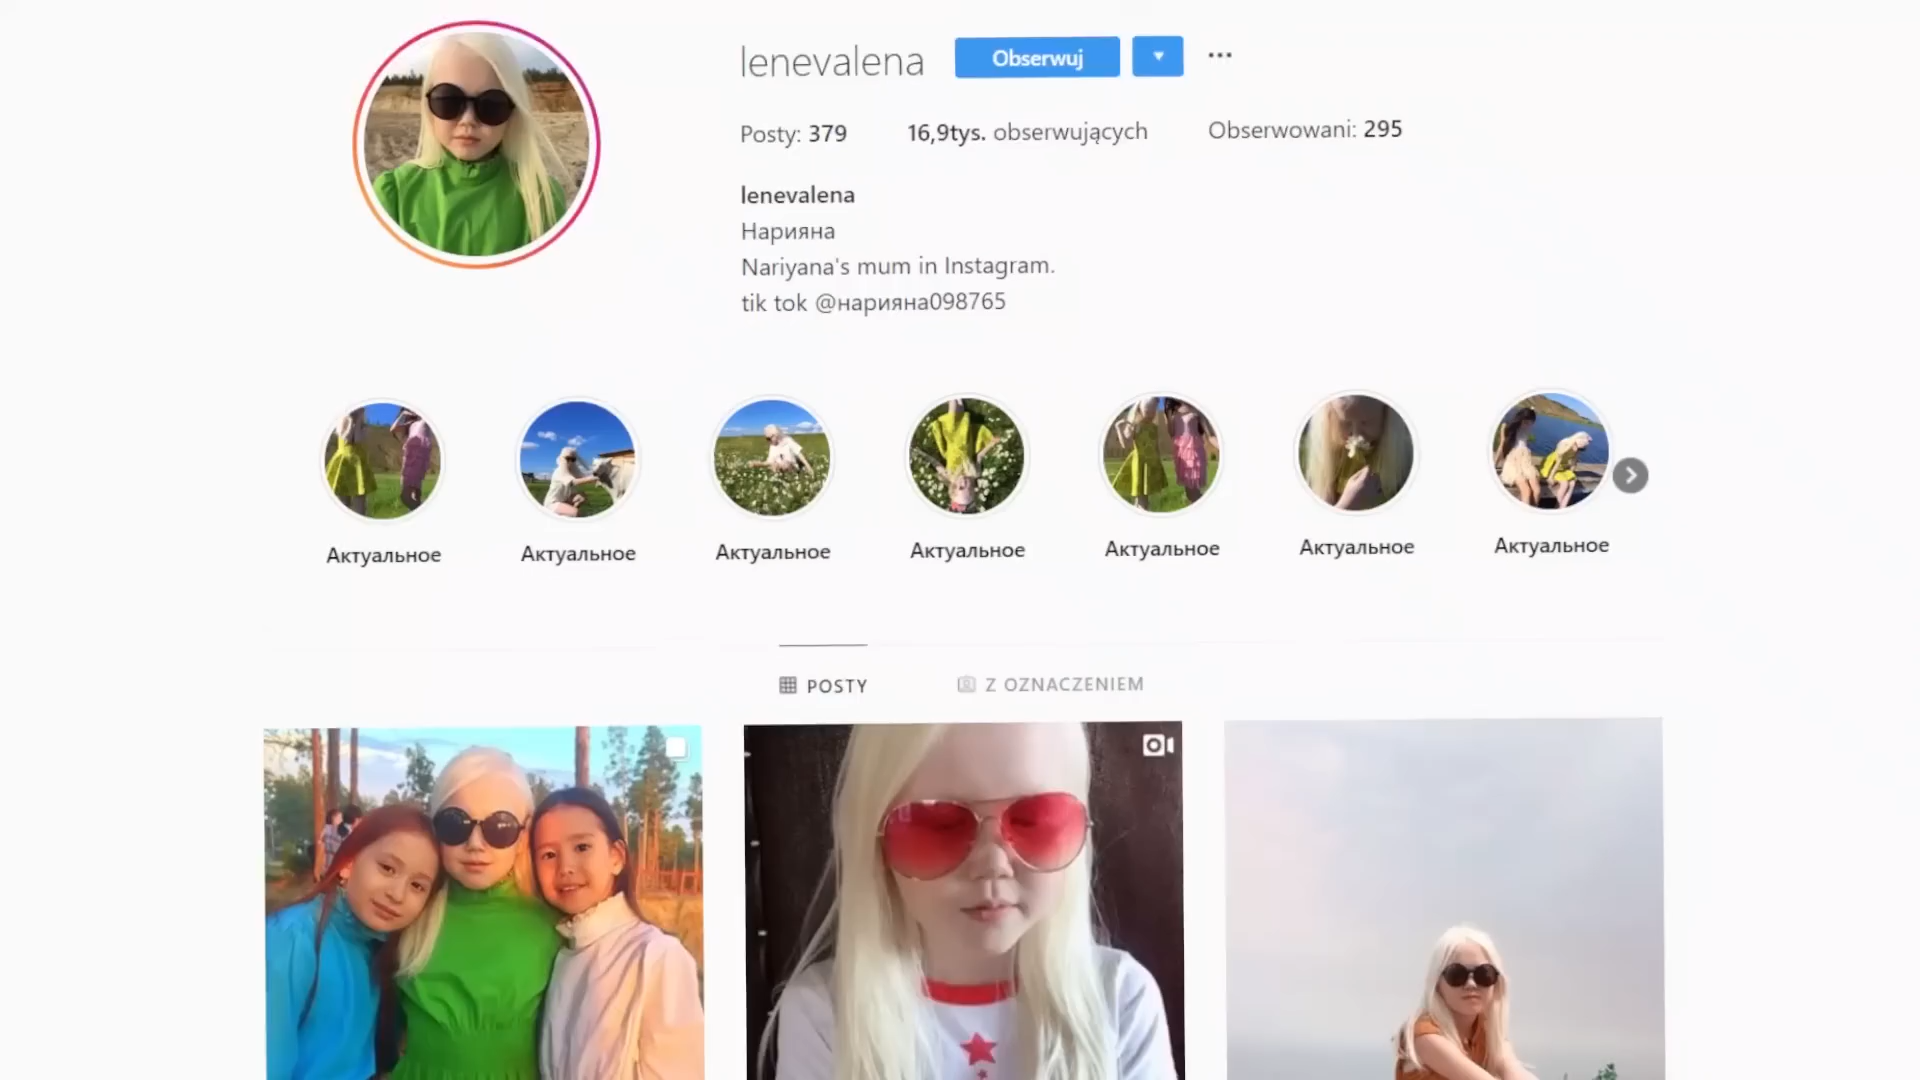 lenevalena
Obserwuj
Posty: 379
16,9tys. obserwujących
Obserwowani: 295
lenevalena
Нарияна
Nariyana's mum in Instagram.
tik tok @нарияна098765
Актуальное
Актуальное
Актуальное
Актуальное
Актуальное
Актуальное
Актуальное
POSTY
Z OZNACZENIEM